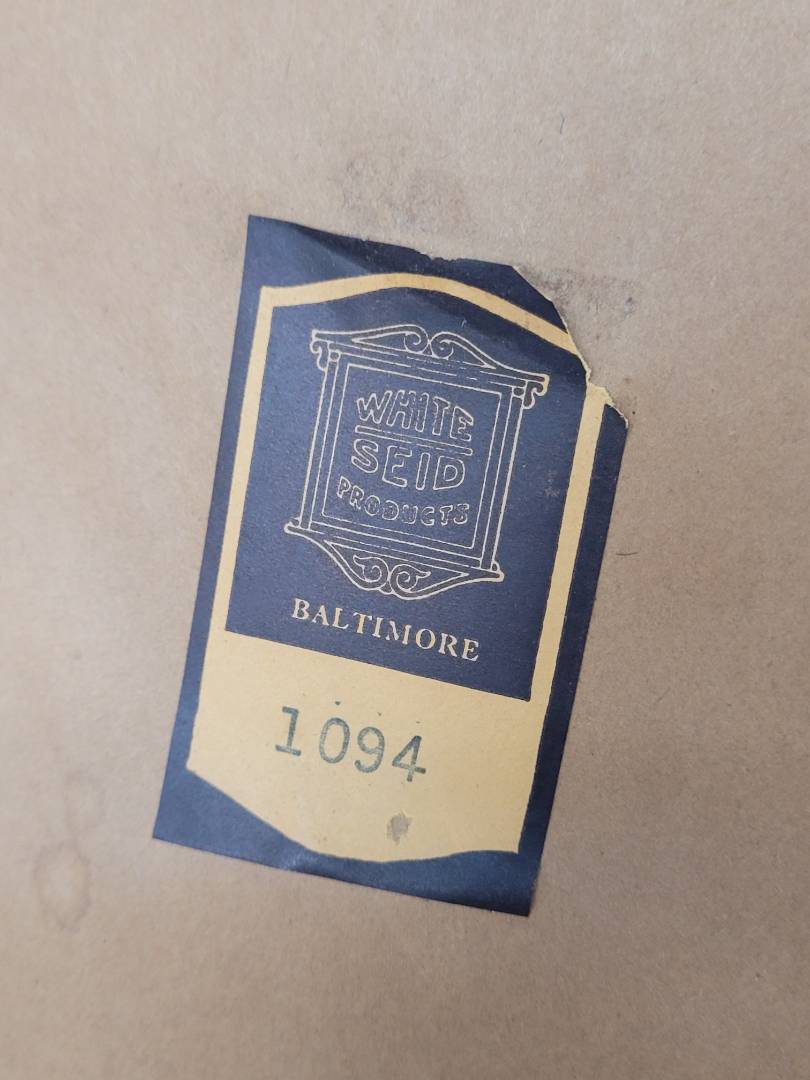 WHITE
SEID
PRODUCTS
BALTIMORE
1094